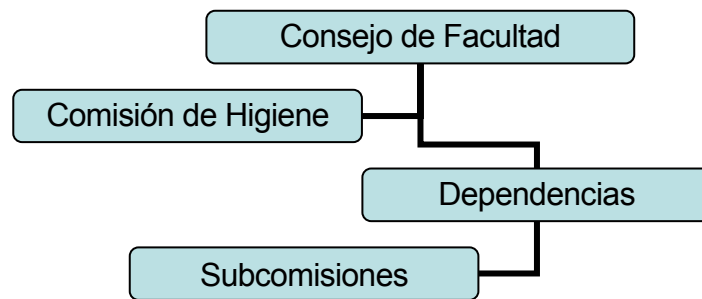 Consejo de Facultad
Comisión de Higiene
Dependencias
Subcomisiones